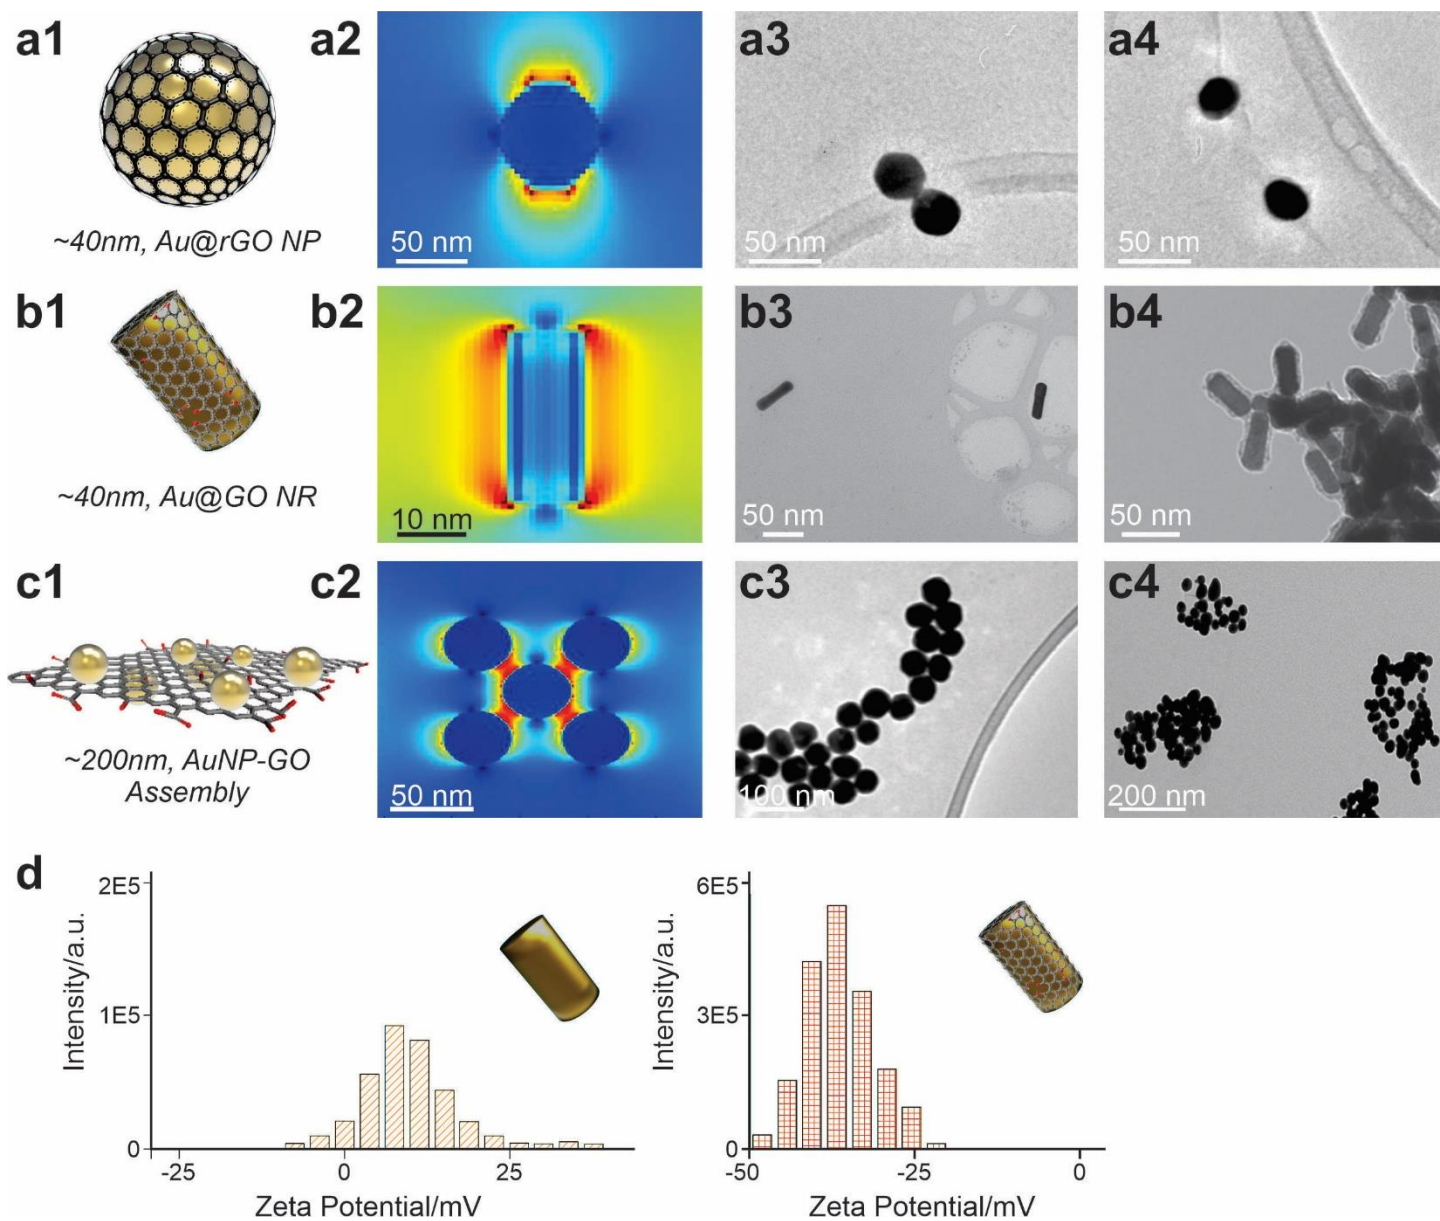 a1
a2
a3
a4
~40nm, Au@rGO NP
50 nm
50 nm
50 nm
b1
b2
b3
b4
~40nm, Au@GO NR
10 nm
50 nm
50 nm
c1
c2
c3
c4
~200nm, AuNP-GO
Assembly
50 nm
100 nm
200 nm
d
2E5
1E5
0
Intensity/a.u.
-25
0
25
Zeta Potential/mV
6E5
3E5
0
Intensity/a.u.
-50
-25
0
Zeta Potential/mV